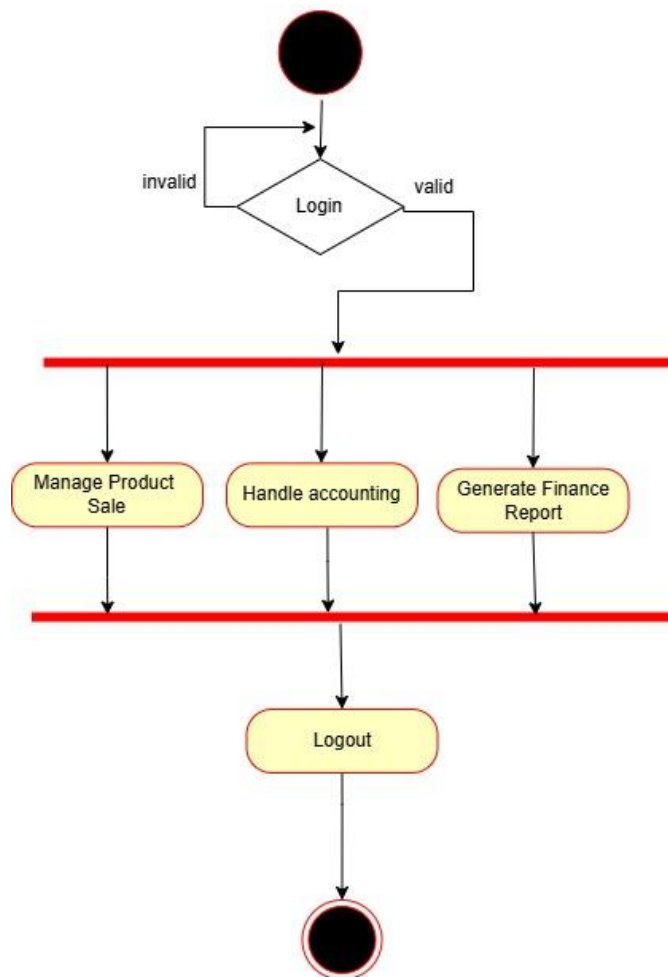 invalid
valid
Login
Manage Product
Sale
Handle accounting
Generate Finance
Report
Logout